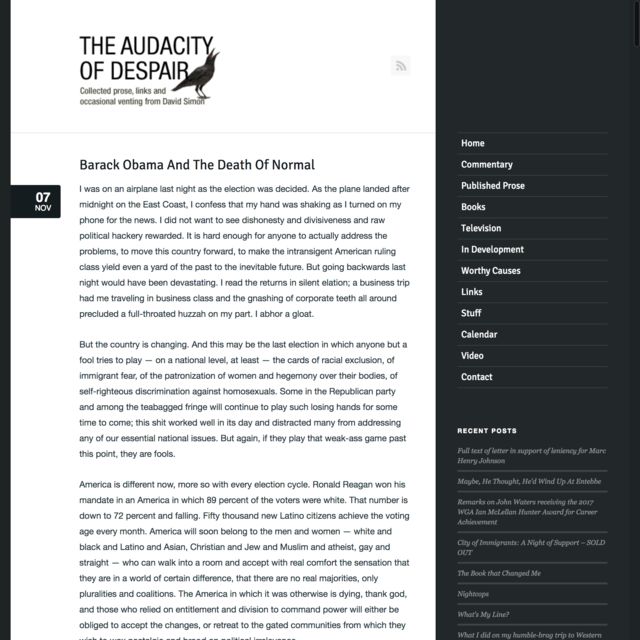 THE AUDACITY
OF DESPAIR
Collected prose, links and
occasional venting from David Simon
Barack Obama And The Death Of Normal
07
NOV
I was on an airplane last night as the election was decided. As the plane landed after
midnight on the East Coast, I confess that my hand was shaking as I turned on my
phone for the news. I did not want to see dishonesty and divisiveness and raw
political hackery rewarded. It is hard enough for anyone to actually address the
problems, to move this country forward, to make the intransigent American ruling
class yield even a yard of the past to the inevitable future. But going backwards last
night would have been devastating. I read the returns in silent elation; a business trip
had me traveling in business class and the gnashing of corporate teeth all around
precluded a full-throated huzzah on my part. I abhor a gloat.
But the country is changing. And this may be the last election in which anyone but a
fool tries to play — on a national level, at least — the cards of racial exclusion, of
immigrant fear, of the patronization of women and hegemony over their bodies, of
self-righteous discrimination against homosexuals. Some in the Republican party
and among the teabagged fringe will continue to play such losing hands for some
time to come; this shit worked well in its day and distracted many from addressing
any of our essential national issues. But again, if they play that weak-ass game past
this point, they are fools.
America is different now, more so with every election cycle. Ronald Reagan won his
mandate in an America in which 89 percent of the voters were white. That number is
down to 72 percent and falling. Fifty thousand new Latino citizens achieve the voting
age every month. America will soon belong to the men and women — white and
black and Latino and Asian, Christian and Jew and Muslim and atheist, gay and
straight — who can walk into a room and accept with real comfort the sensation that
they are in a world of certain difference, that there are no real majorities, only
pluralities and coalitions. The America in which it was otherwise is dying, thank god,
and those who relied on entitlement and division to command power will either be
obliged to accept the changes, or retreat to the gated communities from which they
wish to wax nostalgic and brood on political irrelevance.
Home
Commentary
Published Prose
Books
Television
In Development
Worthy Causes
Links
Stuff
Calendar
Video
Contact
RECENT POSTS
Full text of letter in support of leniency for Marc
Henry Johnson
Maybe, He Thought, He'd Wind Up At Entebbe
Remarks on John Waters receiving the 2017
WGA Ian McLellan Hunter Award for Career
Achievement
City of Immigrants: A Night of Support – SOLD
OUT
The Book that Changed Me
Nightcops
What's My Line?
What I did on my humble-brag trip to Western